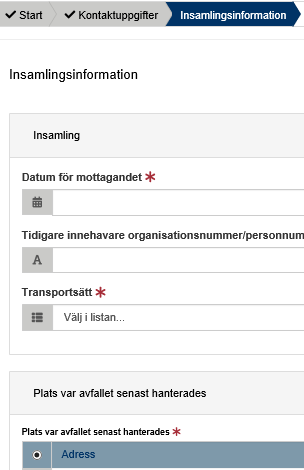 Start Kontaktuppgifter Insamlingsinformation
Insamlingsinformation
Insamling
Datum för mottagandet *
Tidigare innehavare organisationsnummer/personnum
A
Transportsätt *
Välj i listan...
Plats var avfallet senast hanterades
Plats var avfallet senast hanterades *
Adress